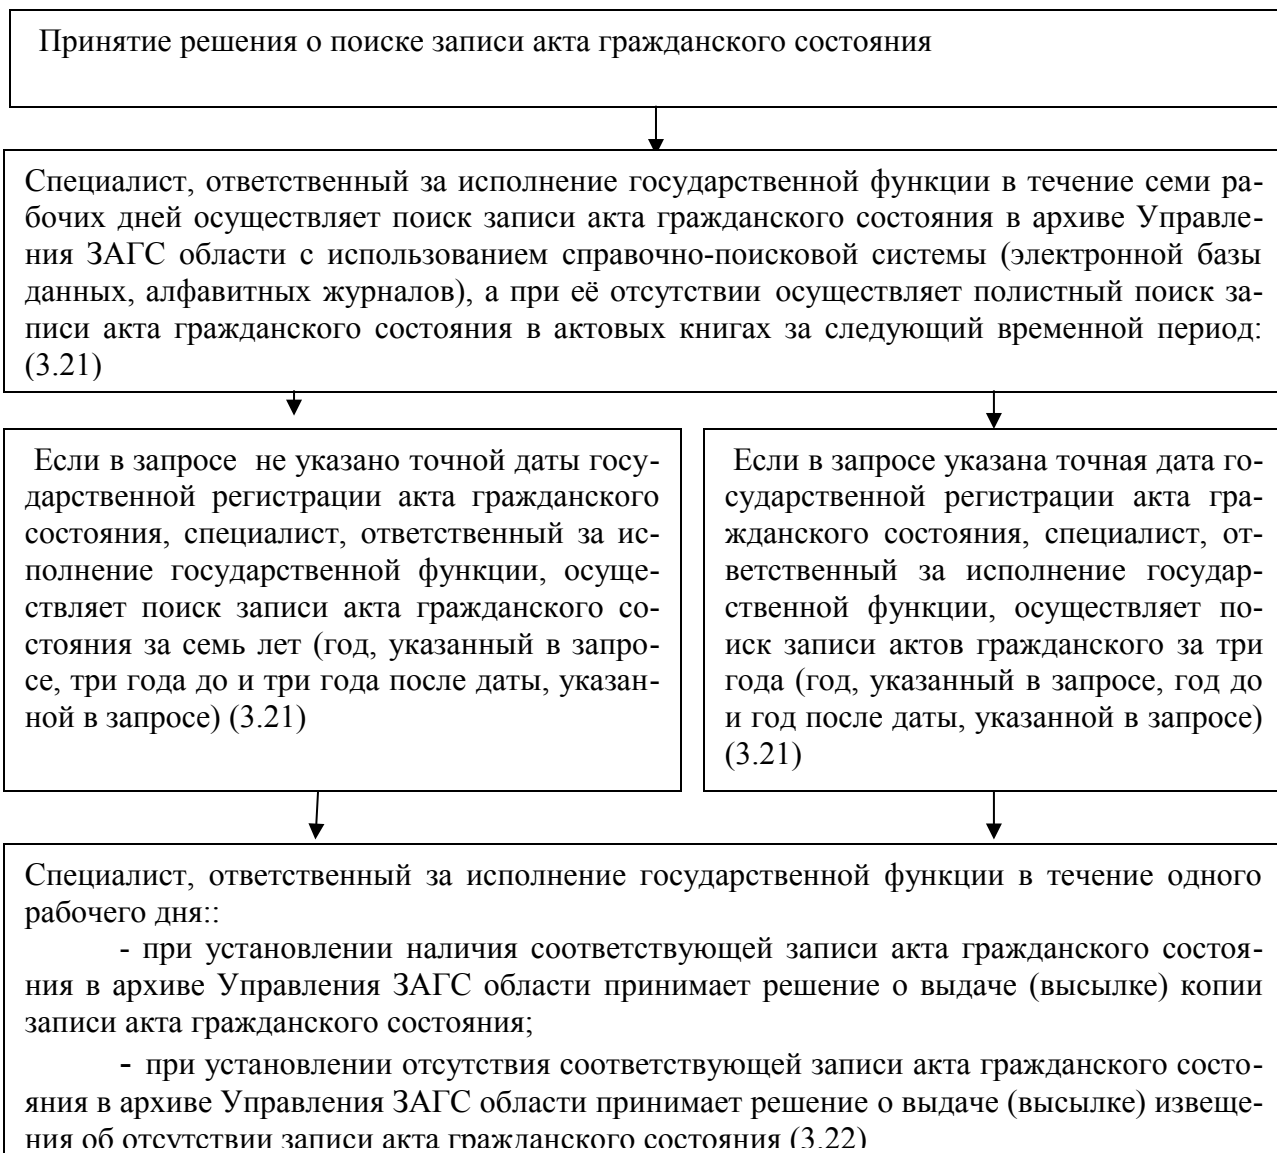 Принятие решения о поиске записи акта гражданского состояния
Специалист, ответственный за исполнение государственной функции в течение семи ра-
бочих дней осуществляет поиск записи акта гражданского состояния в архиве Управле-
ния ЗАГС области с использованием справочно-поисковой системы (электронной базы
данных, алфавитных журналов), а при её отсутствии осуществляет полистный поиск за-
писи акта гражданского состояния в актовых книгах за следующий временной период:
(3.21)
Если в запросе  не указано точной даты госу-
дарственной регистрации акта гражданского
состояния, специалист, ответственный за ис-
полнение государственной функции, осуще-
ствляет поиск записи акта гражданского со-
стояния за семь лет (год, указанный в запро-
се, три года до и три года после даты, указан-
ной в запросе) (3.21)
Если в запросе указана точная дата го-
сударственной регистрации акта гра-
жданского состояния, специалист, от-
ветственный за исполнение государ-
ственной функции, осуществляет по-
иск записи актов гражданского за три
года (год, указанный в запросе, год до
и год после даты, указанной в запросе)
(3.21)
Специалист, ответственный за исполнение государственной функции в течение одного
рабочего дня::
- при установлении наличия соответствующей записи акта гражданского состоя-
ния в архиве Управления ЗАГС области принимает решение о выдаче (высылке) копии
записи акта гражданского состояния;
- при установлении отсутствия соответствующей записи акта гражданского состо-
яния в архиве Управления ЗАГС области принимает решение о выдаче (высылке) извеще-
ния об отсутствии записи акта гражданского состояния (3.22)